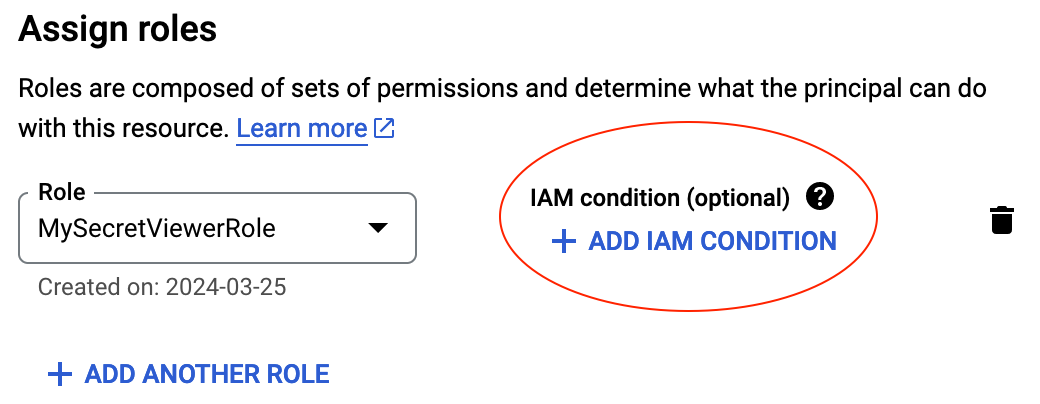 Assign roles
Roles are composed of sets of permissions and determine what the principal can do
with this resource. Learn more
Role
MySecretViewerRole
Created on: 2024-03-25
IAM condition (optional)
+ ADD IAM CONDITION
+ ADD ANOTHER ROLE